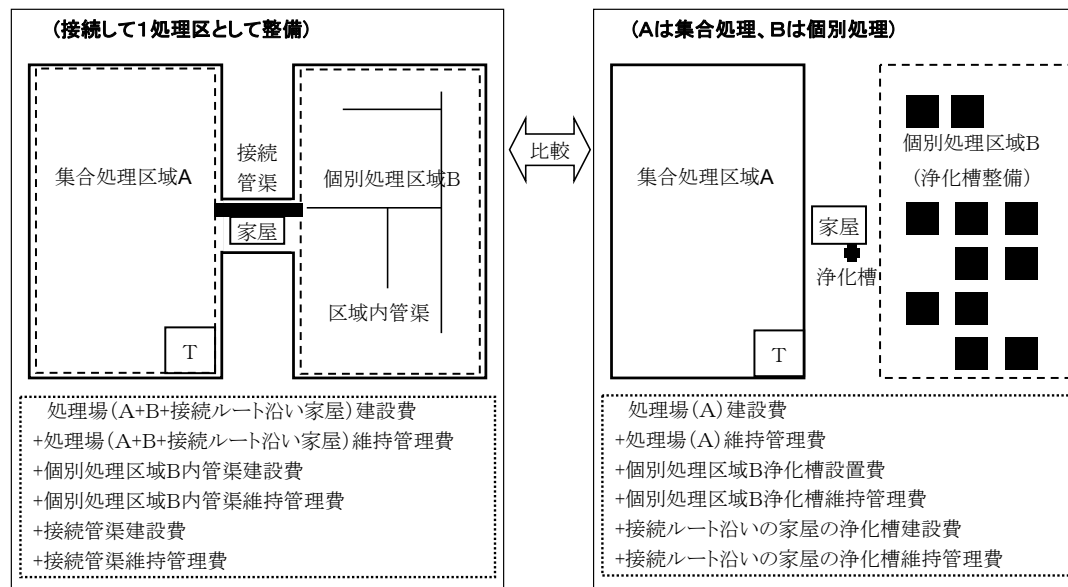 (接続して1処理区として整備)
集合処理区域A
接続
管渠
家屋
個別処理区域B
区域内管渠
T
処理場(A+B+接続ルート沿い家屋)建設費
+処理場(A+B+接続ルート沿い家屋)維持管理費
+個別処理区域B内管渠建設費
+個別処理区域B内管渠維持管理費
+接続管渠建設費
+接続管渠維持管理費
比較
(Aは集合処理、Bは個別処理)
集合処理区域A
家屋
浄化槽
個別処理区域B
(浄化槽整備)
T
処理場(A)建設費
+処理場(A)維持管理費
+個別処理区域B浄化槽設置費
+個別処理区域B浄化槽維持管理費
+接続ルート沿いの家屋の浄化槽建設費
+接続ルート沿いの家屋の浄化槽維持管理費